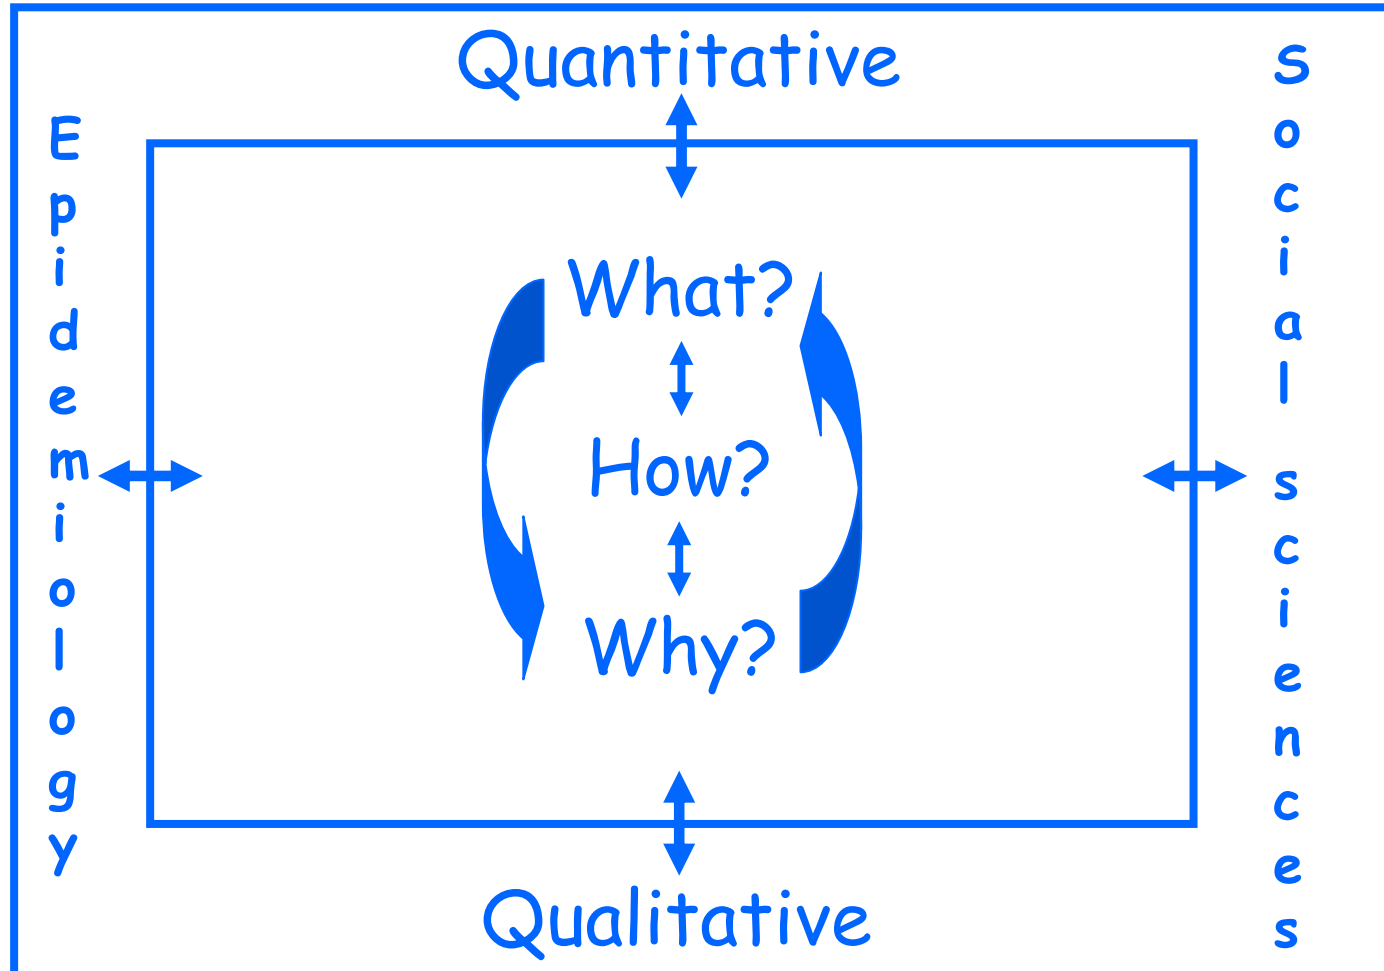 Quantitative
Epidemiology
What?
How?
Why?
Social sciences
Qualitative